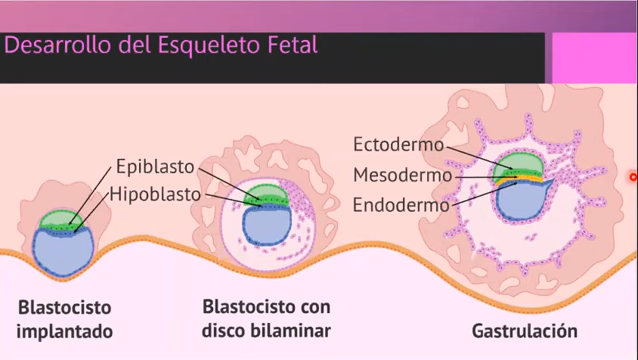 Desarrollo del Esqueleto Fetal
Epiblasto
Hipoblasto
Ectodermo
Mesodermo
Endodermo
Blastocisto
implantado
Blastocisto con
disco bilaminar
Gastrulación